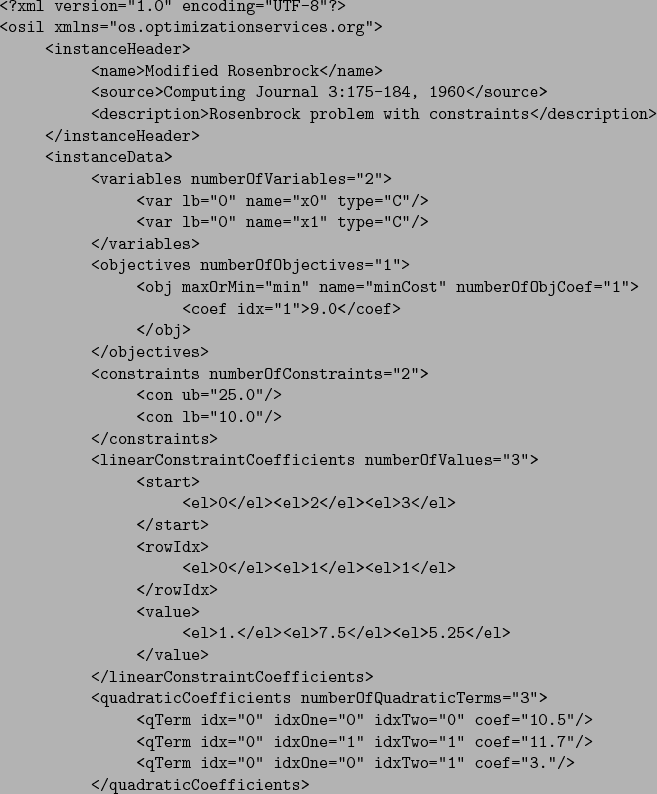 <?xml version="1.0" encoding="UTF-8"?>
<osil xmlns="os.optimizationservices.org">
<instanceHeader>
<name>Modified Rosenbrock</name>
<source>Computing Journal 3:175-184, 1960</source>
<description>Rosenbrock problem with constraints</description>
</instanceHeader>
<instanceData>
<variables numberOfVariables="2">
<var lb="0" name="x0" type="C"/>
<var lb="0" name="x1" type="C"/>
</variables>
<objectives numberOfObjectives="1">
<obj maxOrMin="min" name="minCost" numberOfObjCoef="1">
<coef idx="1">9.0</coef>
</obj>
</objectives>
<constraints numberOfConstraints="2">
<con ub="25.0"/>
<con lb="10.0"/>
</constraints>
<linearConstraintCoefficients numberOfValues="3">
<start>
<el>0</el><el>2</el><el>3</el>
</start>
<rowIdx>
<el>0</el><el>1</el><el>1</el>
</rowIdx>
<value>
<el>1.</el><el>7.5</el><el>5.25</el>
</value>
</linearConstraintCoefficients>
<quadraticCoefficients numberOfQuadraticTerms="3">
<qTerm idx="0" idxOne="0" idxTwo="0" coef="10.5"/>
<qTerm idx="0" idxOne="1" idxTwo="1" coef="11.7"/>
<qTerm idx="0" idxOne="0" idxTwo="1" coef="3."/>
</quadraticCoefficients>